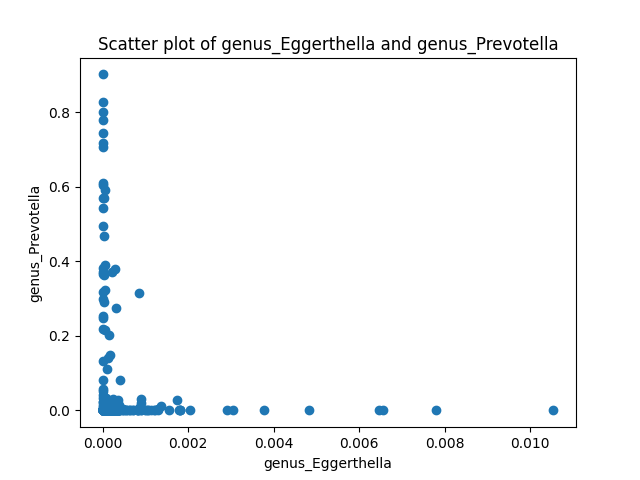 Scatter plot of genus_Eggerthella and genus_Prevotella
0.8
0.6
0.4
0.2
0.0
genus_Prevotella
0.000 0.002 0.004 0.006 0.008 0.010
genus_Eggerthella